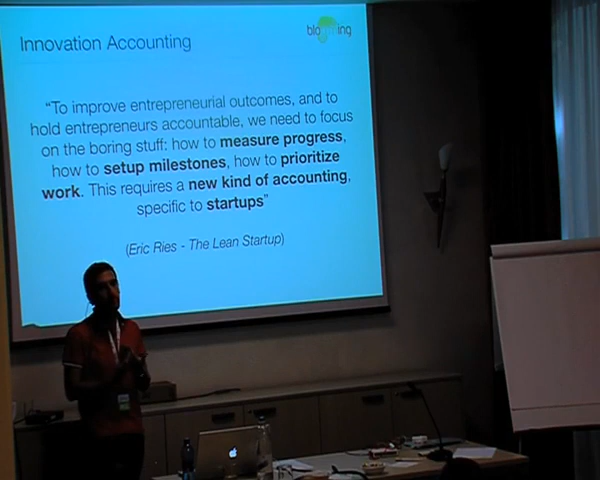 Innovation Accounting
blooming
“To improve entrepreneurial outcomes, and to
hold entrepreneurs accountable, we need to focus
on the boring stuff: how to measure progress,
how to setup milestones, how to prioritize
work. This requires a new kind of accounting,
specific to startups”
(Eric Ries - The Lean Startup)